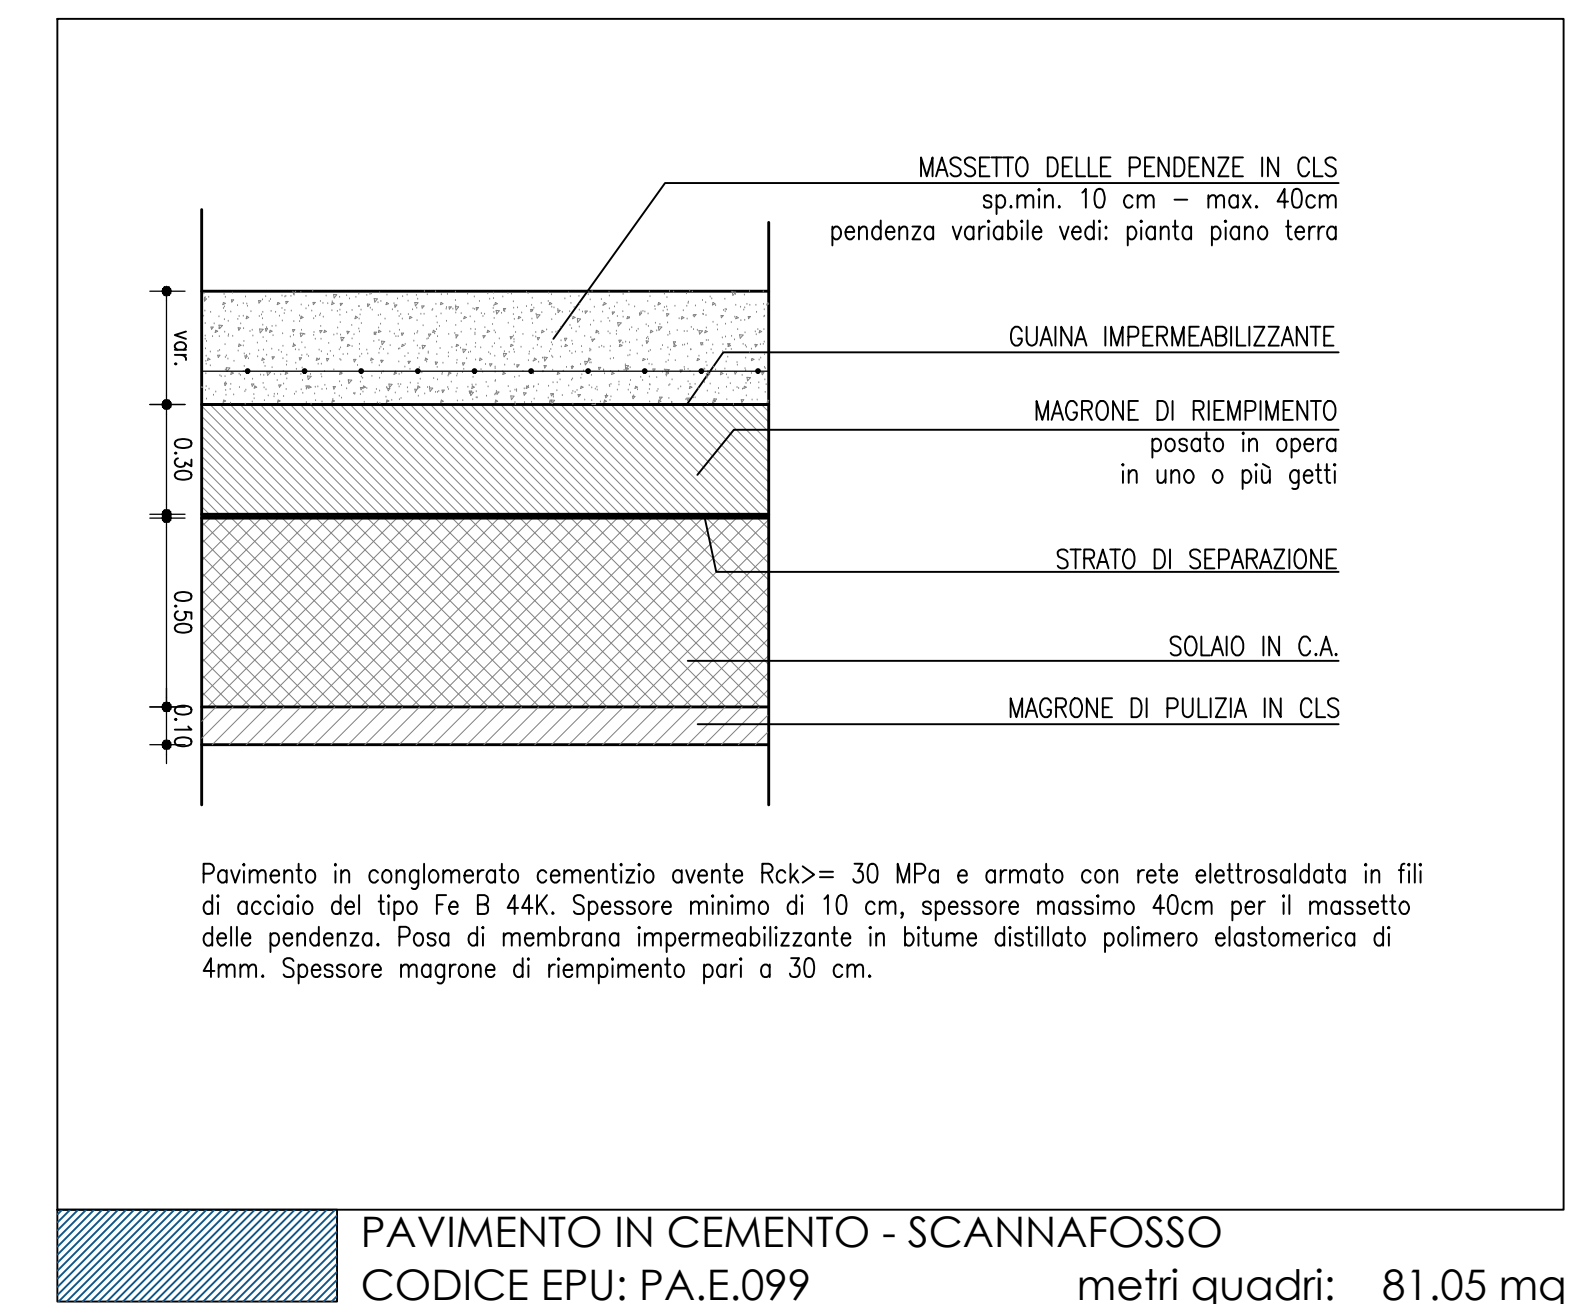 MASSETTO DELLE PENDENZE IN CLS
sp.min. 10 cm – max. 40cm
pendenza variabile vedi: pianta piano terra
var.
GUAINA IMPERMEABILIZZANTE
MAGRONE DI RIEMPIMENTO
posato in opera
in uno o più getti
0.30
STRATO DI SEPARAZIONE
0.50
SOLAIO IN C.A.
MAGRONE DI PULIZIA IN CLS
0.10
Pavimento in conglomerato cementizio avente Rck>= 30 MPa e armato con rete elettrosaldata in fili
di acciaio del tipo Fe B 44K. Spessore minimo di 10 cm, spessore massimo 40cm per il massetto
delle pendenza. Posa di membrana impermeabilizzante in bitume distillato polimero elastomerica di
4mm. Spessore magrone di riempimento pari a 30 cm.
PAVIMENTO IN CEMENTO - SCANNAFOSSO
CODICE EPU: PA.E.099 metri quadri: 81.05 mq